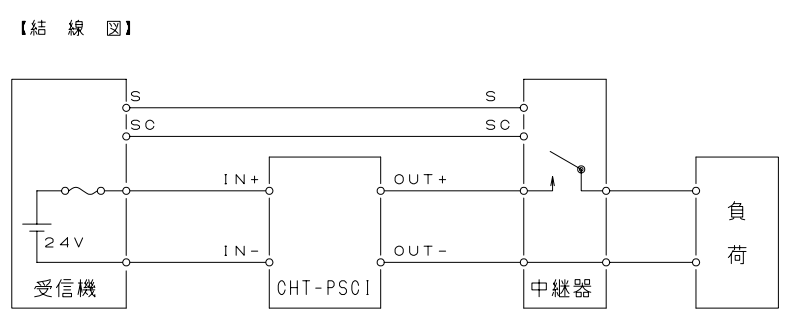 【結 線 図】
S S
SC SC
IN+ OUT+
負
24V IN- OUT- 荷
受信機 CHT-PSCI 中継器